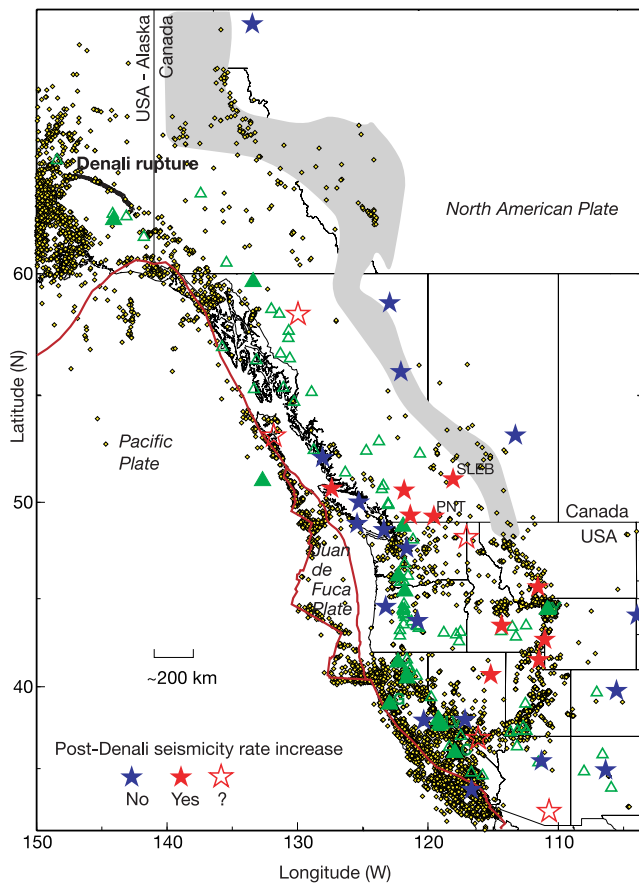 USA - Alaska
Canada
Denali rupture
North American Plate
60
Latitude (N)
Pacific
Plate
SLEB
50
PNT
Canada
USA
Juan
de
Fuca
Plate
~200 km
40
Post-Denali seismicity rate increase
No
Yes
?
150
140
130
120
110
Longitude (W)